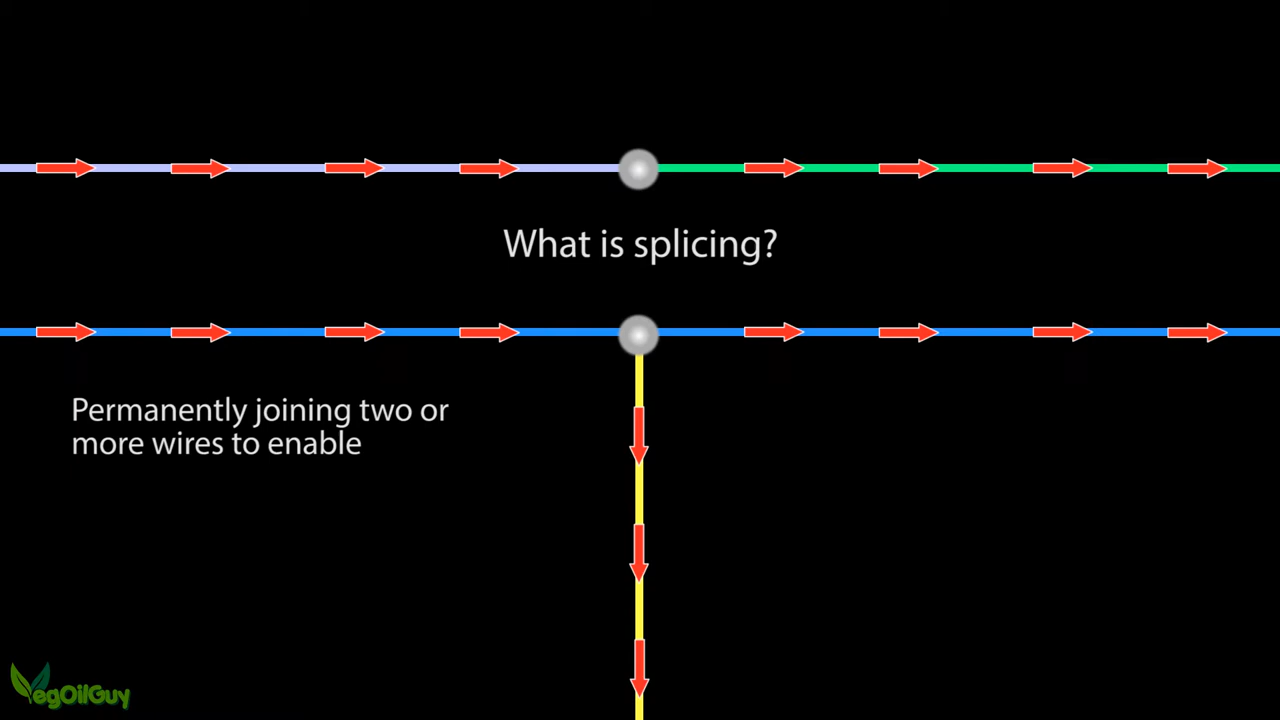 What is splicing?
Permanently joining two or
more wires to enable
VegOilGuy